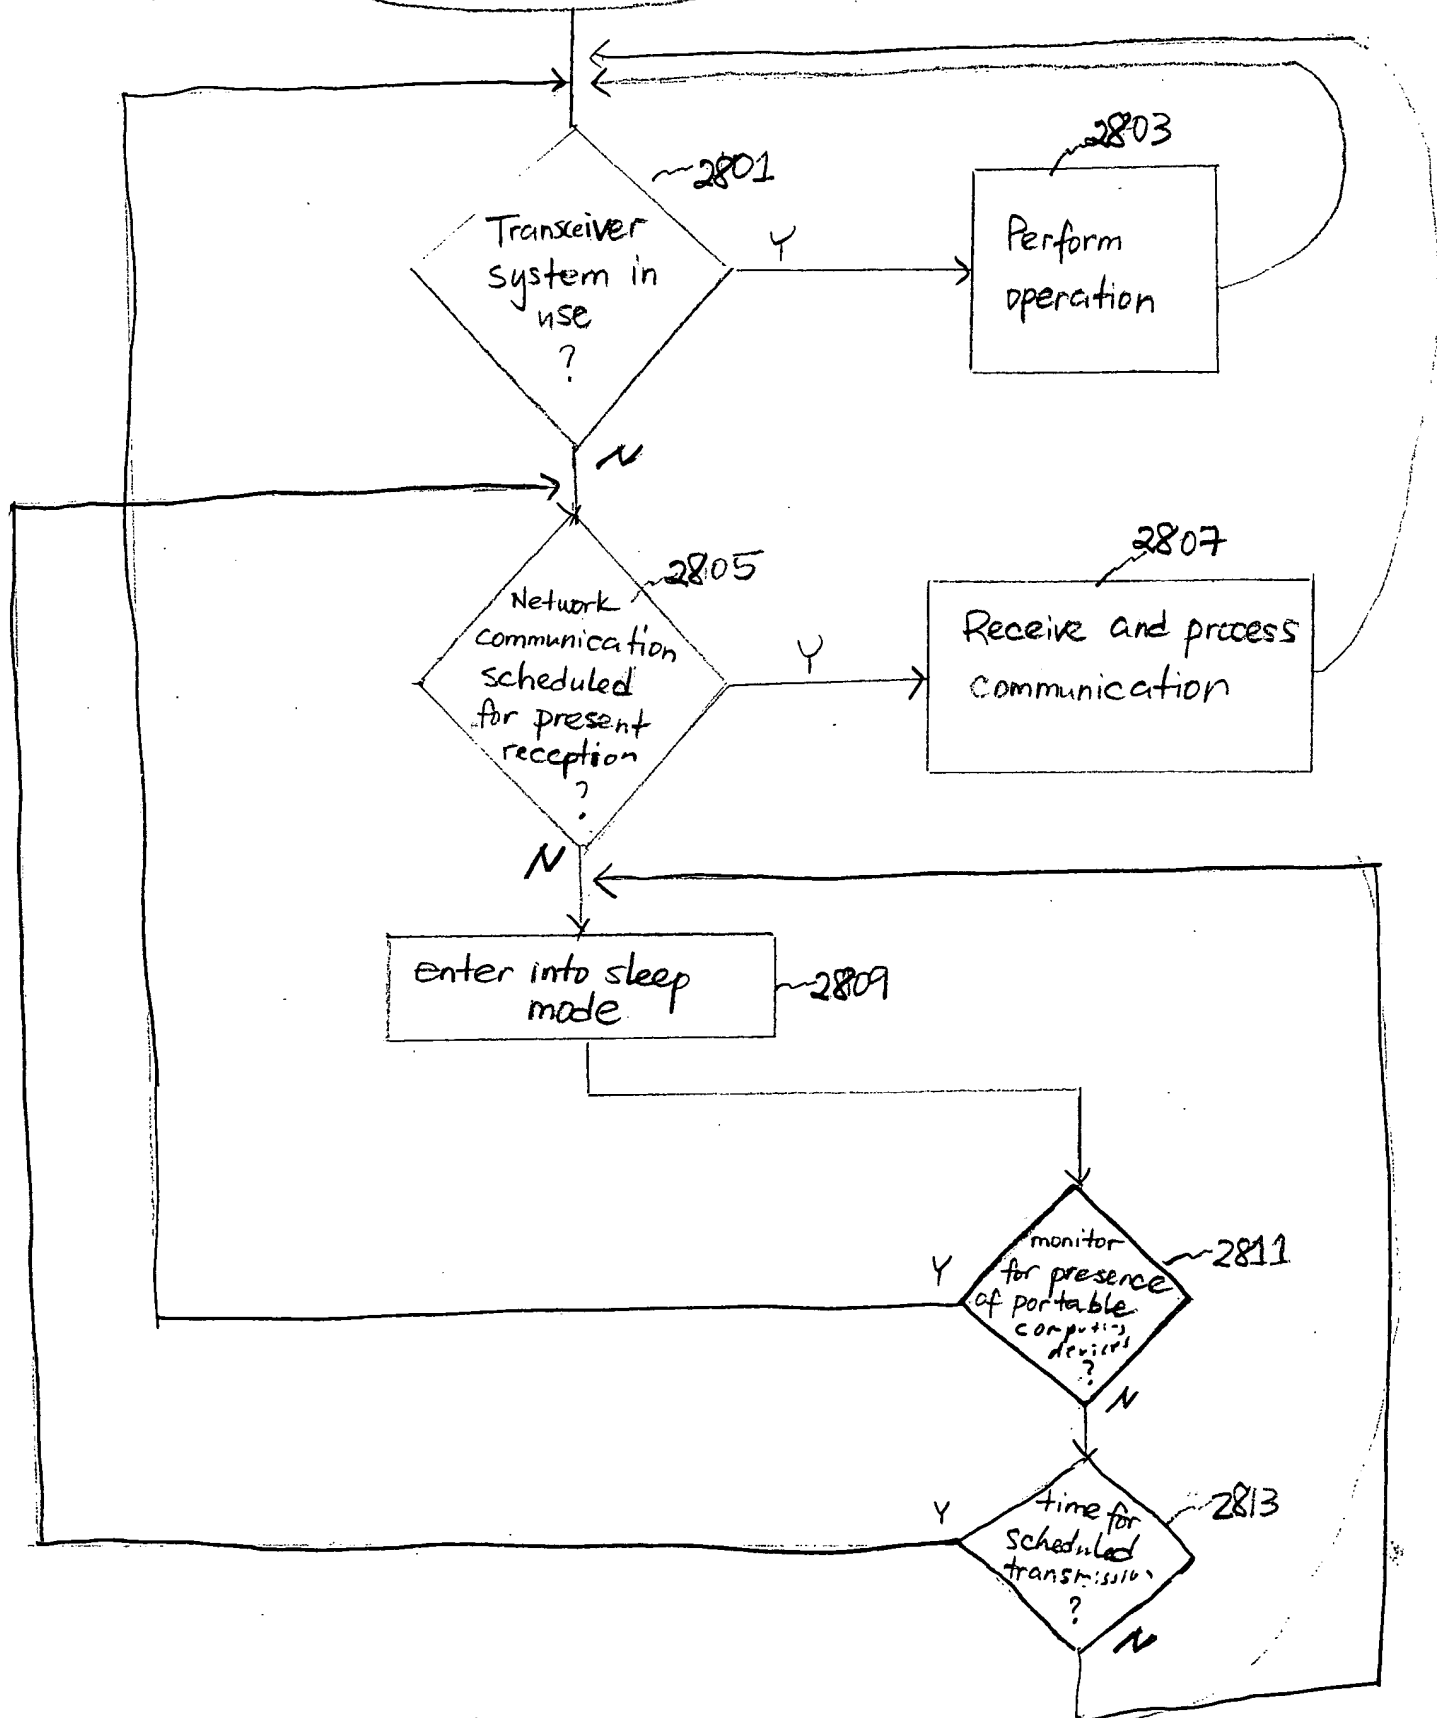 2801
Transceiver
system in
use
?
Y
2803
Perform
operation
N
2805
Network
communication
scheduled
for present
reception
?
Y
2807
Receive and process
communication
N
enter into sleep
mode
2809
monitor
for presence
of portable
computing
devices
?
2811
Y
N
time for
scheduled
transmission
?
2813
Y
N